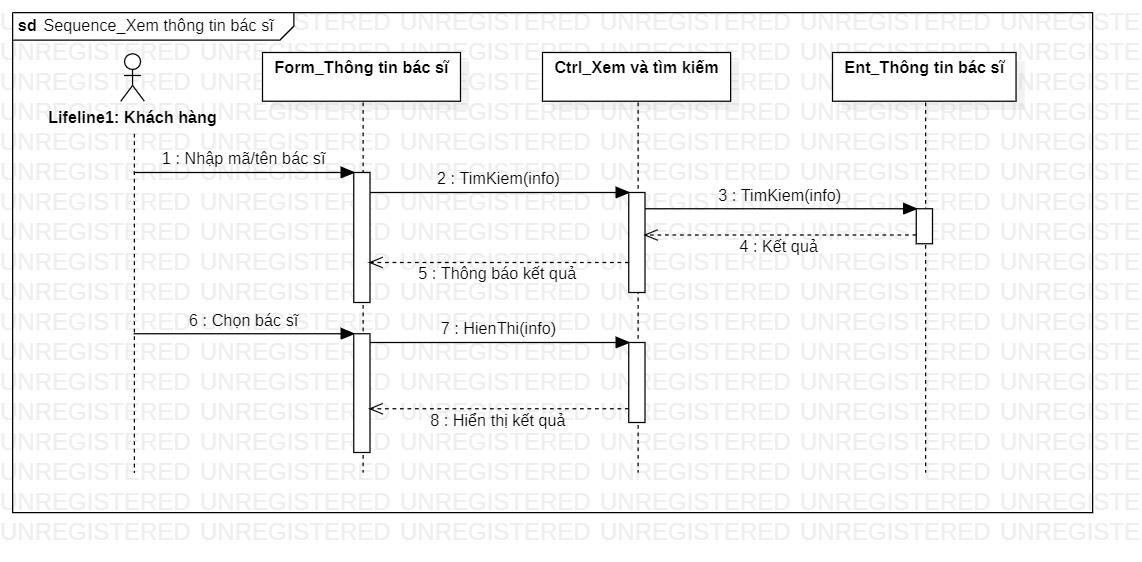 sd Sequence_Xem thông tin bác sĩ
Form_Thông tin bác sĩ
Ctrl_Xem và tìm kiếm
Ent_Thông tin bác sĩ
Lifeline1: Khách hàng
1 : Nhập mã/tên bác sĩ
2 : TimKiem(info)
3 : TimKiem(info)
4 : Kết quả
5 : Thông báo kết quả
6 : Chọn bác sĩ
7 : HienThi(info)
8 : Hiển thị kết quả
UNREGISTERED UNREGISTERED UNREGISTERED UNREGISTERED UNREGISTERED